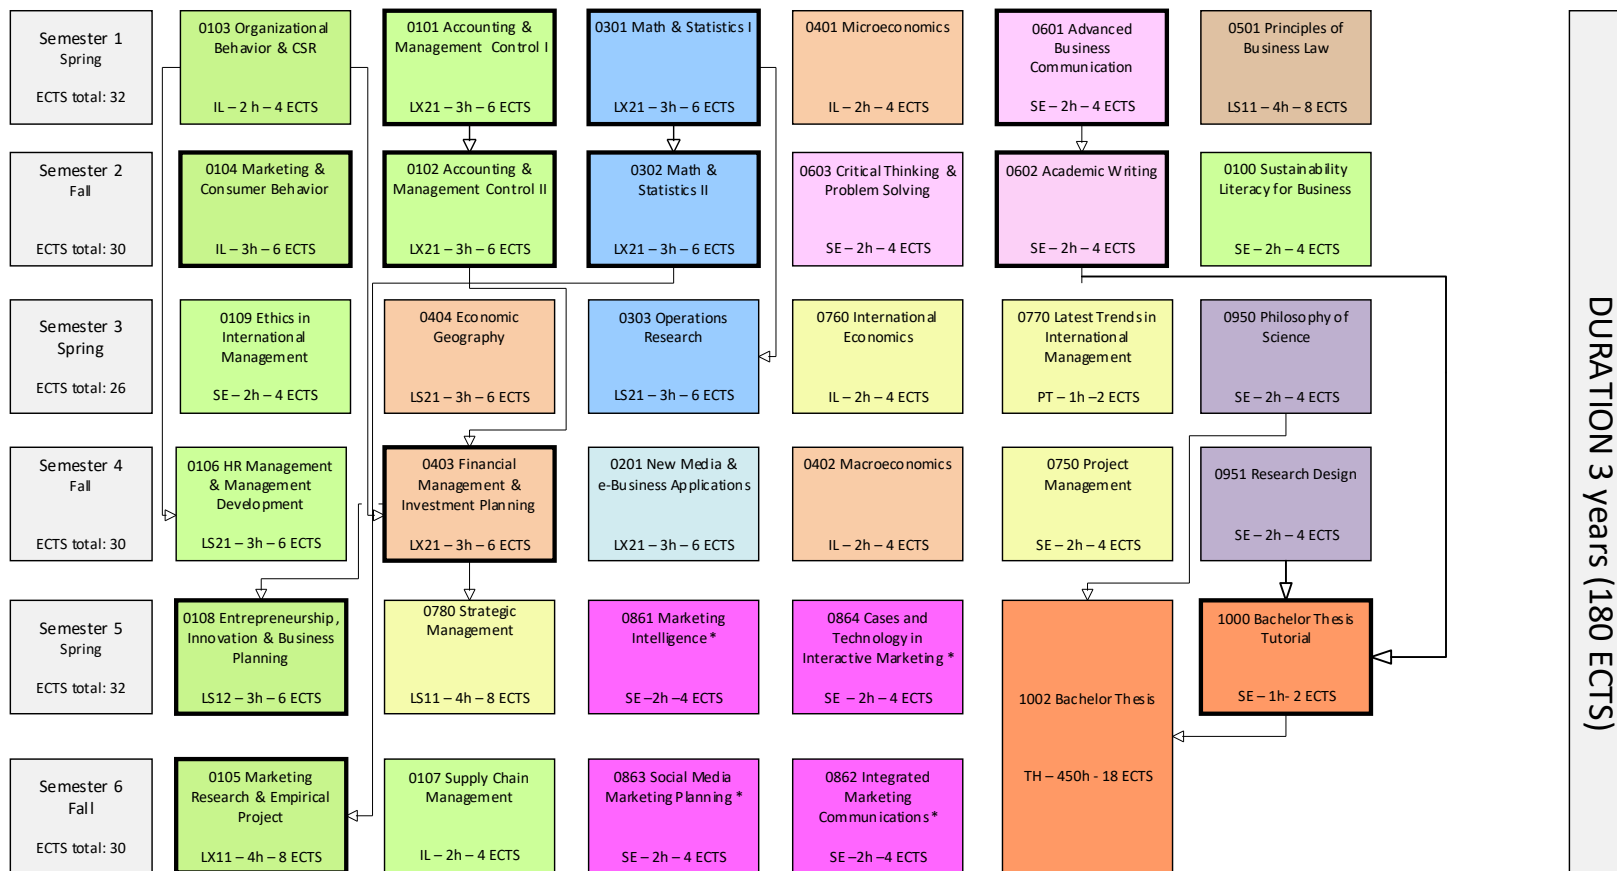 Semester 1
Spring
ECTS total: 32
0103 Organizational
Behavior & CSR
IL – 2 h – 4 ECTS
0101 Accounting &
Management Control I
LX21 – 3h – 6 ECTS
0301 Math & Statistics I
LX21 – 3h – 6 ECTS
0401 Microeconomics
IL – 2h – 4 ECTS
0601 Advanced
Business
Communication
SE – 2h – 4 ECTS
0501 Principles of
Business Law
LS11 – 4h – 8 ECTS
Semester 2
Fall
ECTS total: 30
0104 Marketing &
Consumer Behavior
IL – 3h – 6 ECTS
0102 Accounting &
Management Control II
LX21 – 3h – 6 ECTS
0302 Math &
Statistics II
LX21 – 3h – 6 ECTS
0603 Critical Thinking &
Problem Solving
SE – 2h – 4 ECTS
0602 Academic Writing
SE – 2h – 4 ECTS
0100 Sustainability
Literacy for Business
SE – 2h – 4 ECTS
Semester 3
Spring
ECTS total: 26
0109 Ethics in
International
Management
SE – 2h – 4 ECTS
0404 Economic
Geography
LS21 – 3h – 6 ECTS
0303 Operations
Research
LS21 – 3h – 6 ECTS
0760 International
Economics
IL – 2h – 4 ECTS
0770 Latest Trends in
International
Management
PT – 1h –2 ECTS
0950 Philosophy of
Science
SE – 2h – 4 ECTS
Semester 4
Fall
ECTS total: 30
0106 HR Management
& Management
Development
LS21 – 3h – 6 ECTS
0403 Financial
Management &
Investment Planning
LX21 – 3h – 6 ECTS
0201 New Media &
e-Business Applications
LX21 – 3h – 6 ECTS
0402 Macroeconomics
IL – 2h – 4 ECTS
0750 Project
Management
SE – 2h – 4 ECTS
0951 Research Design
SE – 2h – 4 ECTS
Semester 5
Spring
ECTS total: 32
0108 Entrepreneurship,
Innovation & Business
Planning
LS12 – 3h – 6 ECTS
0780 Strategic
Management
LS11 – 4h – 8 ECTS
0861 Marketing
Intelligence *
SE –2h –4 ECTS
0864 Cases and
Technology in
Interactive Marketing *
SE – 2h – 4 ECTS
1002 Bachelor Thesis
TH – 450h - 18 ECTS
1000 Bachelor Thesis
Tutorial
SE – 1h- 2 ECTS
Semester 6
Fall
ECTS total: 30
0105 Marketing
Research & Empirical
Project
LX11 – 4h – 8 ECTS
0107 Supply Chain
Management
IL – 2h – 4 ECTS
0863 Social Media
Marketing Planning *
SE – 2h – 4 ECTS
0862 Integrated
Marketing
Communications *
SE –2h –4 ECTS
DURATION 3 years (180 ECTS)